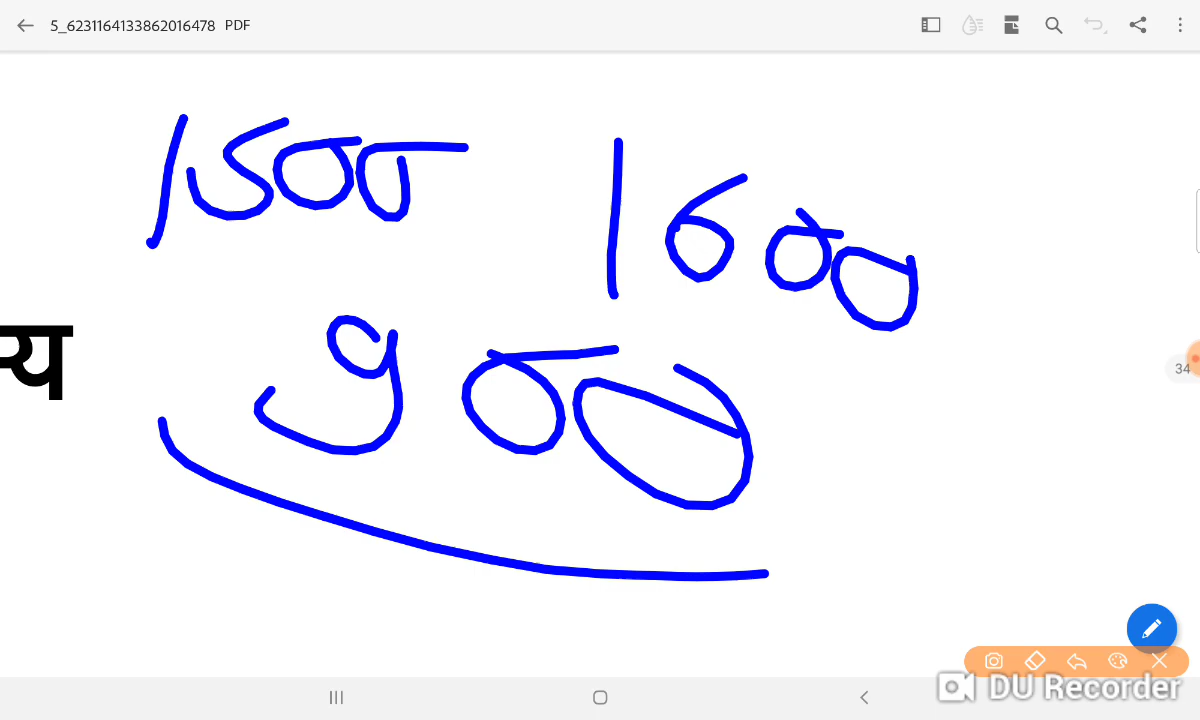 5_6231164133862016478 PDF
1500 1600
900
न्य
34
DU Recorder